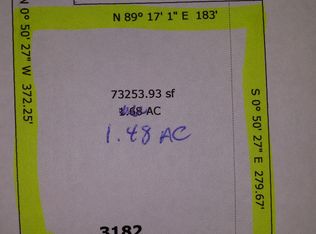 N 89° 17' 1" E 183'
N 0° 50' 27" W 372.25'
73253.93 sf
1.68 AC
1.48 AC
S 0° 50' 27" E 279.67'
3182